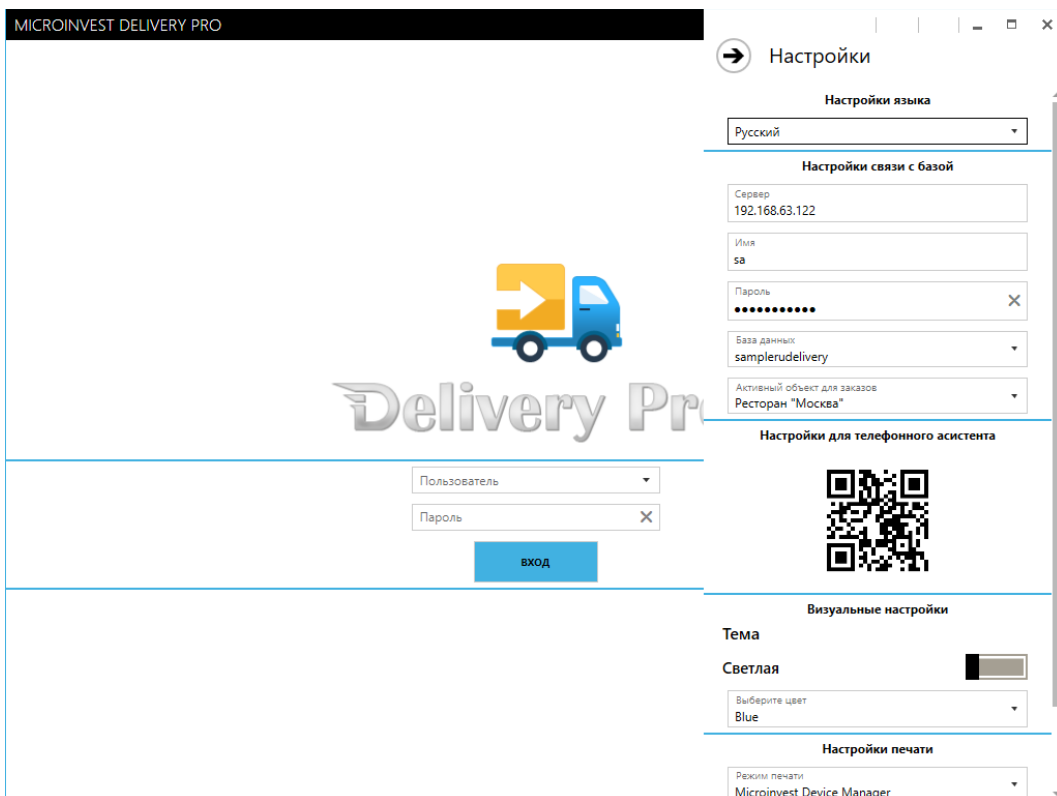 MICROINVEST DELIVERY PRO
Настройки
Настройки языка
Русский
Настройки связи с базой
Сервер
192.168.63.122
Имя
sa
Пароль
●●●●●●●●●●●
База данных
samplerudelivery
Активный объект для заказов
Ресторан "Москва"
Настройки для телефонного асистента
Визуальные настройки
Тема
Светлая
Выберите цвет
Blue
Настройки печати
Режим печати
Microinvest Device Manager
Delivery Pr
Пользователь
Пароль
ВХОД